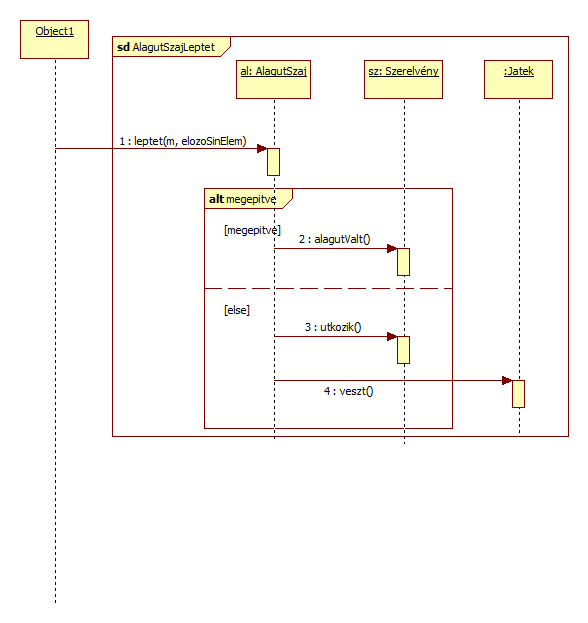 Object1
sd AlagutSzajLeptet
al: AlagutSzaj
sz: Szerelvény
:Jatek
1 : leptet(m, elozoSinElem)
alt megepitve
[megepitve]
2 : alagutValt()
[else]
3 : utkozik()
4 : veszt()